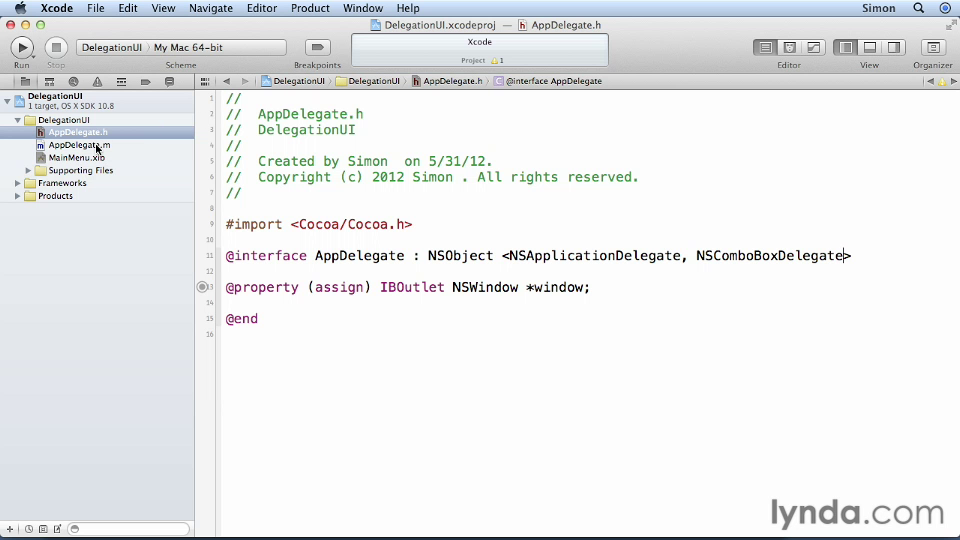 Xcode File Edit View Navigate Editor Product Window Help Simon
DelegationUI.xcodeproj — AppDelegate.h
DelegationUI › My Mac 64-bit
Xcode
Project 1
Run Stop Scheme Breakpoints Editor View Organizer
DelegationUI
1 target, OS X SDK 10.8
DelegationUI
AppDelegate.h
AppDelegate.m
MainMenu.xib
Supporting Files
Frameworks
Products
DelegationUI › DelegationUI › AppDelegate.h › @interface AppDelegate
1 //
2 //  AppDelegate.h
3 //  DelegationUI
4 //
5 //  Created by Simon  on 5/31/12.
6 //  Copyright (c) 2012 Simon . All rights reserved.
7 //
8
9 #import <Cocoa/Cocoa.h>
10
11 @interface AppDelegate : NSObject <NSApplicationDelegate, NSComboBoxDelegate>
12
13 @property (assign) IBOutlet NSWindow *window;
14
15 @end
16
lynda.com